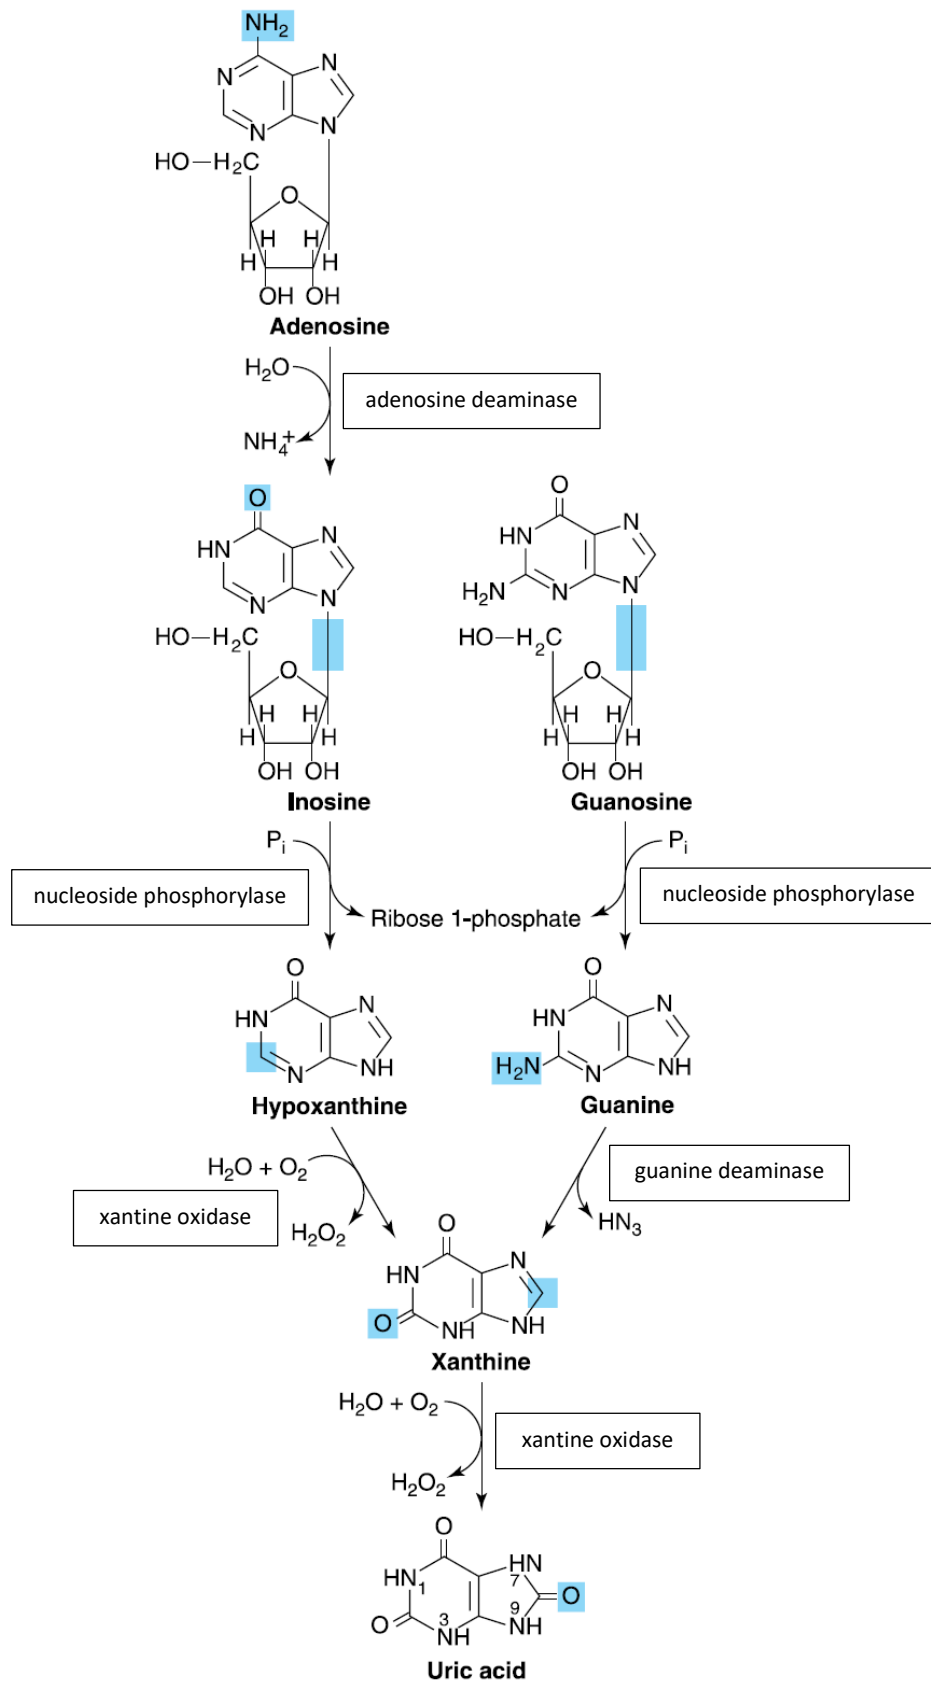 NH2
N
N
N
N
HO–H2C
O
H H
H H
OH OH
Adenosine
H2O
adenosine deaminase
NH4+
O
HN
N
N
N
HO–H2C
O
H H
H H
OH OH
Inosine
O
HN
N
H2N
N
N
HO–H2C
O
H H
H H
OH OH
Guanosine
Pi
Pi
nucleoside phosphorylase
nucleoside phosphorylase
Ribose 1-phosphate
O
HN
N
N
NH
Hypoxanthine
O
HN
N
H2N
N
NH
Guanine
H2O + O2
guanine deaminase
xantine oxidase
H2O2
HN3
O
HN
N
O
NH
NH
Xanthine
H2O + O2
xantine oxidase
H2O2
O
HN
1
HN
7
O
O
3
NH
9
NH
Uric acid